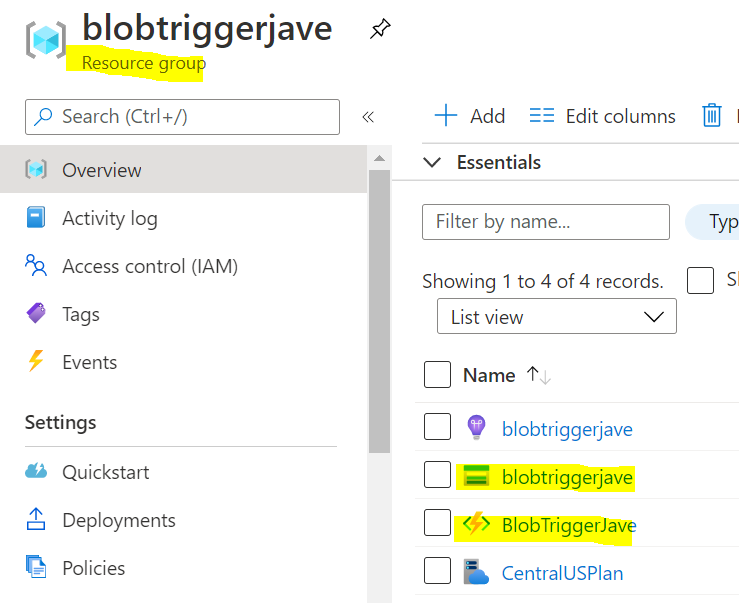 blobtriggerjave
Resource group
Search (Ctrl+/)
«
Add
Edit columns
Overview
Essentials
Activity log
Filter by name...
Typ
Access control (IAM)
Showing 1 to 4 of 4 records.
Tags
List view
Events
Name
Settings
blobtriggerjave
Quickstart
blobtriggerjave
Deployments
BlobTriggerJave
Policies
CentralUSPlan